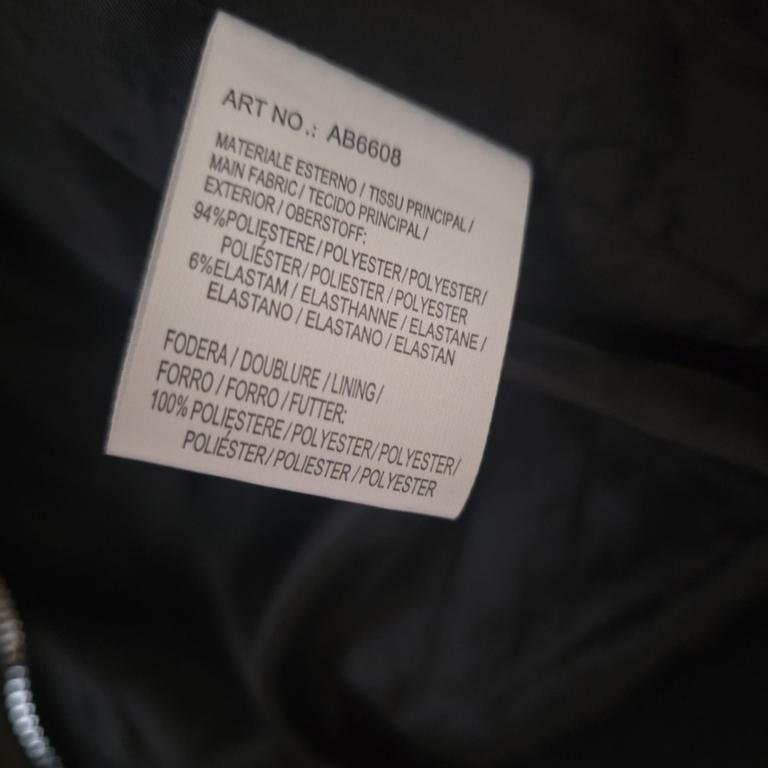 ART NO.: AB6608
MATERIALE ESTERNO / TISSU PRINCIPAL /
MAIN FABRIC / TECIDO PRINCIPAL /
EXTERIOR / OBERSTOFF:
94%POLIESTERE / POLYESTER / POLYESTER /
POLIÉSTER / POLIESTER / POLYESTER
6%ELASTAM / ELASTHANNE / ELASTANE /
ELASTANO / ELASTANO / ELASTAN
FODERA / DOUBLURE / LINING /
FORRO / FORRO / FUTTER:
100% POLIESTERE / POLYESTER / POLYESTER /
POLIÉSTER / POLIESTER / POLYESTER